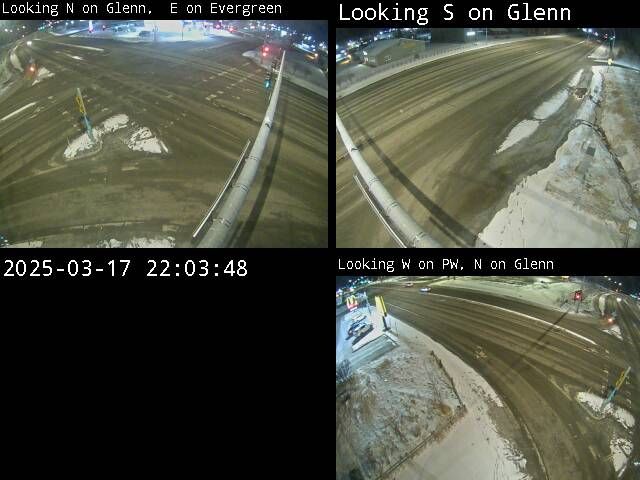 Looking N on Glenn,  E on Evergreen
Looking S on Glenn
2025-03-17 22:03:48
Looking W on PW, N on Glenn